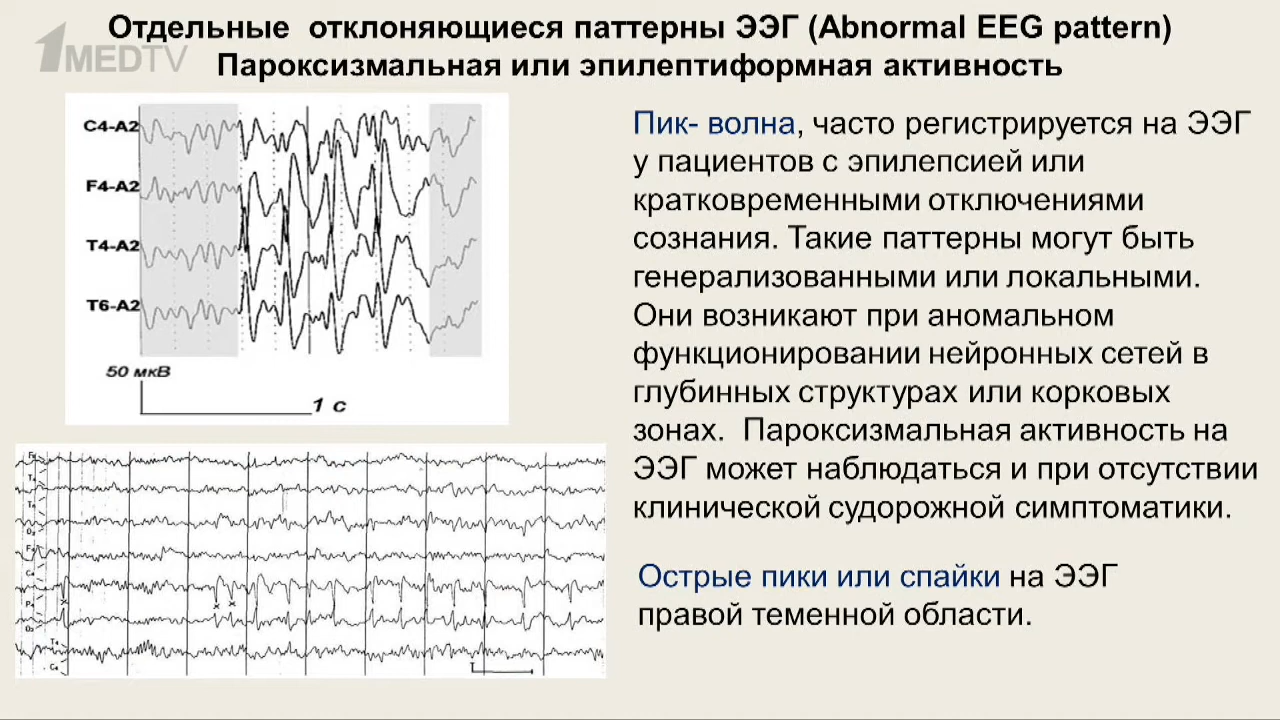 Отдельные отклоняющиеся паттерны ЭЭГ (Abnormal EEG pattern)
Пароксизмальная или эпилептиформная активность
1MEDTV
C4-A2
F4-A2
T4-A2
T6-A2
50 мкВ
1 с
Пик- волна, часто регистрируется на ЭЭГ
у пациентов с эпилепсией или
кратковременными отключениями
сознания. Такие паттерны могут быть
генерализованными или локальными.
Они возникают при аномальном
функционировании нейронных сетей в
глубинных структурах или корковых
зонах. Пароксизмальная активность на
ЭЭГ может наблюдаться и при отсутствии
клинической судорожной симптоматики.
Острые пики или спайки на ЭЭГ
правой теменной области.